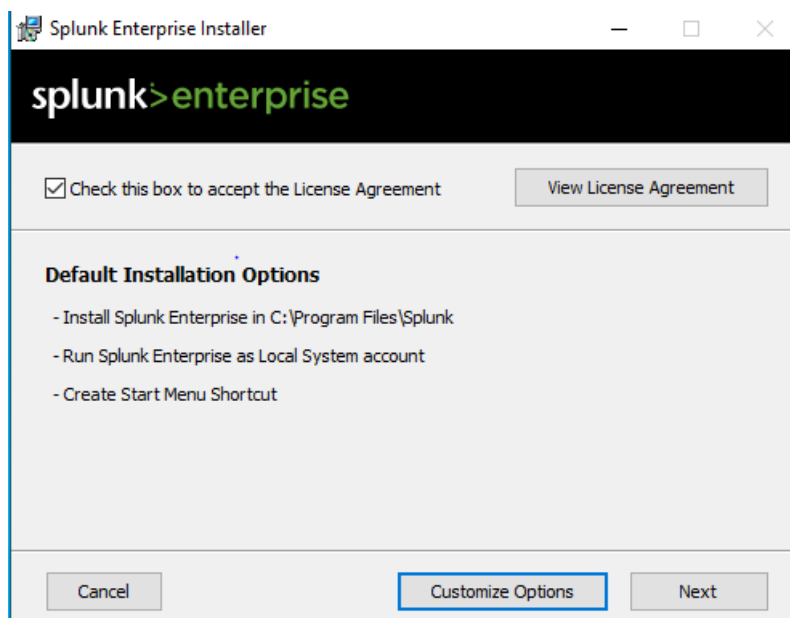 Splunk Enterprise Installer
splunk>enterprise
Check this box to accept the License Agreement
View License Agreement
Default Installation Options
- Install Splunk Enterprise in C:\Program Files\Splunk
- Run Splunk Enterprise as Local System account
- Create Start Menu Shortcut
Cancel
Customize Options
Next